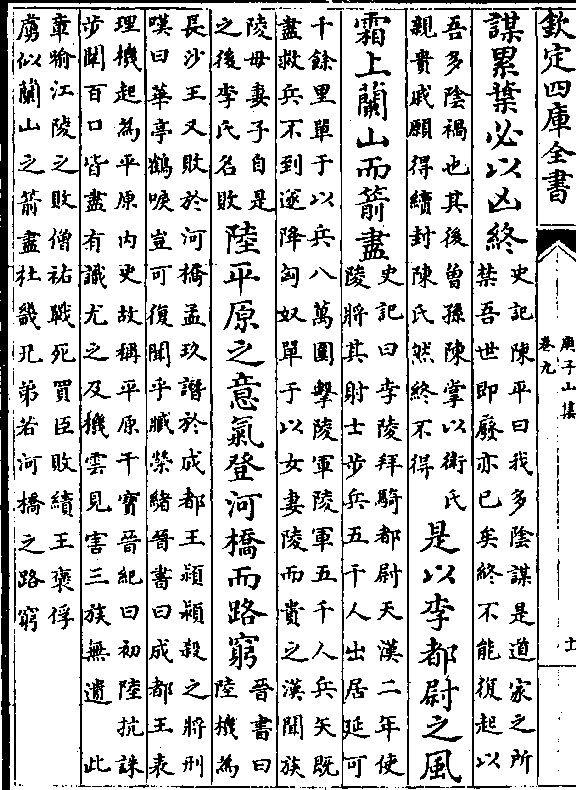 欽定四庫全書
庾子山集
卷九
十一
謀累葉必以凶終
史記陳平曰我多陰謀是道家之所
禁吾世即廢亦已矣終不能復起以
吾多陰禍也其後曾孫陳掌以衛氏
親貴戚願得續封陳氏然終不得
是以李都尉之風
霜上蘭山而箭盡
史記曰李陵拜騎都尉天漢二年使
陵將其射士步兵五千人出居延可
千餘里單于以兵八萬圍擊陵軍陵軍五千人兵矢既
盡救兵不到遂降匈奴單于以女妻陵而貴之漢聞族
陵母妻子自是
之後李氏名敗
陸平原之意氣登河橋而路窮
晉書曰
陸機為
長沙王乂敗於河橋孟玖譖於成都王穎穎殺之將刑
嘆曰華亭鶴唳豈可復聞乎臧榮緒晉書曰成都王表
理機起為平原內史故稱平原干寶晉紀曰初陸抗誅
步闡百口皆盡有識尤之及機雲見害三族無遺 此
章喻江陵之敗僧祐戰死買臣敗績王褒俘
虜似蘭山之箭盡杜畿兄弟若河橋之路窮